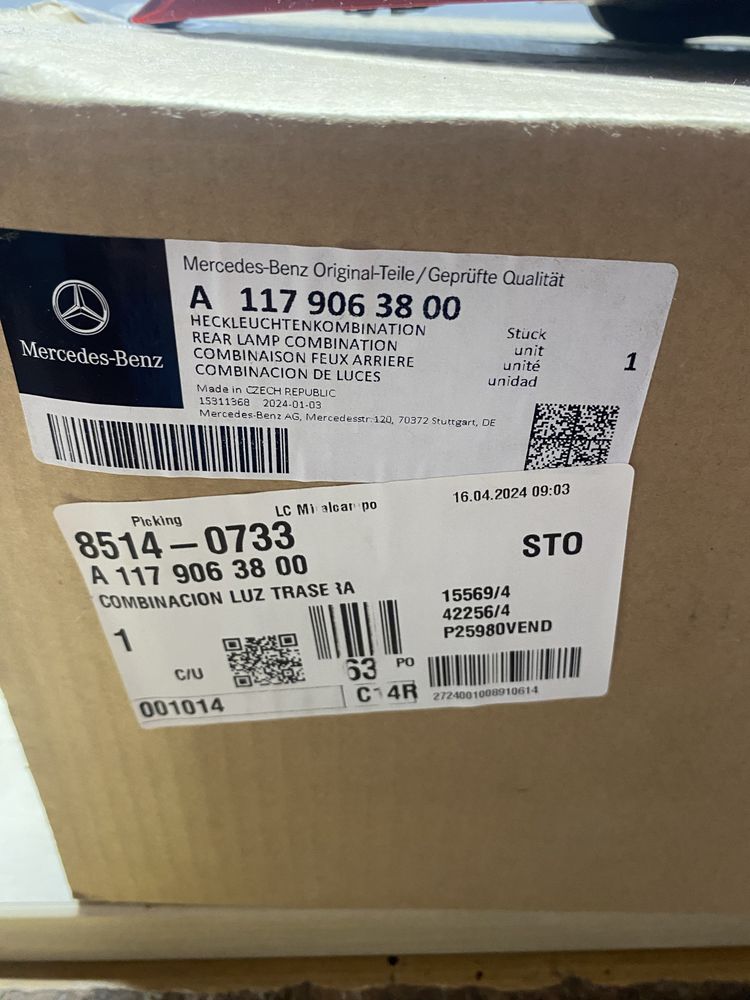 Mercedes-Benz Original-Teile/Geprüfte Qualität
A 117 906 38 00
HECKLEUCHTENKOMBINATION
REAR LAMP COMBINATION
COMBINAISON FEUX ARRIERE
COMBINACION DE LUCES
Stück
unit
unité
unidad
1
Mercedes-Benz
Made in CZECH REPUBLIC
15311368 2024-01-03
Mercedes-Benz AG, Mercedesstr.120, 70372 Stuttgart, DE
Picking
LC
16.04.2024 09:03
8514-0733
STO
A 117 906 38 00
COMBINACION LUZ
15569/4
42256/4
P25980VEND
1
C/U
63
PO
001014
2724001008910614